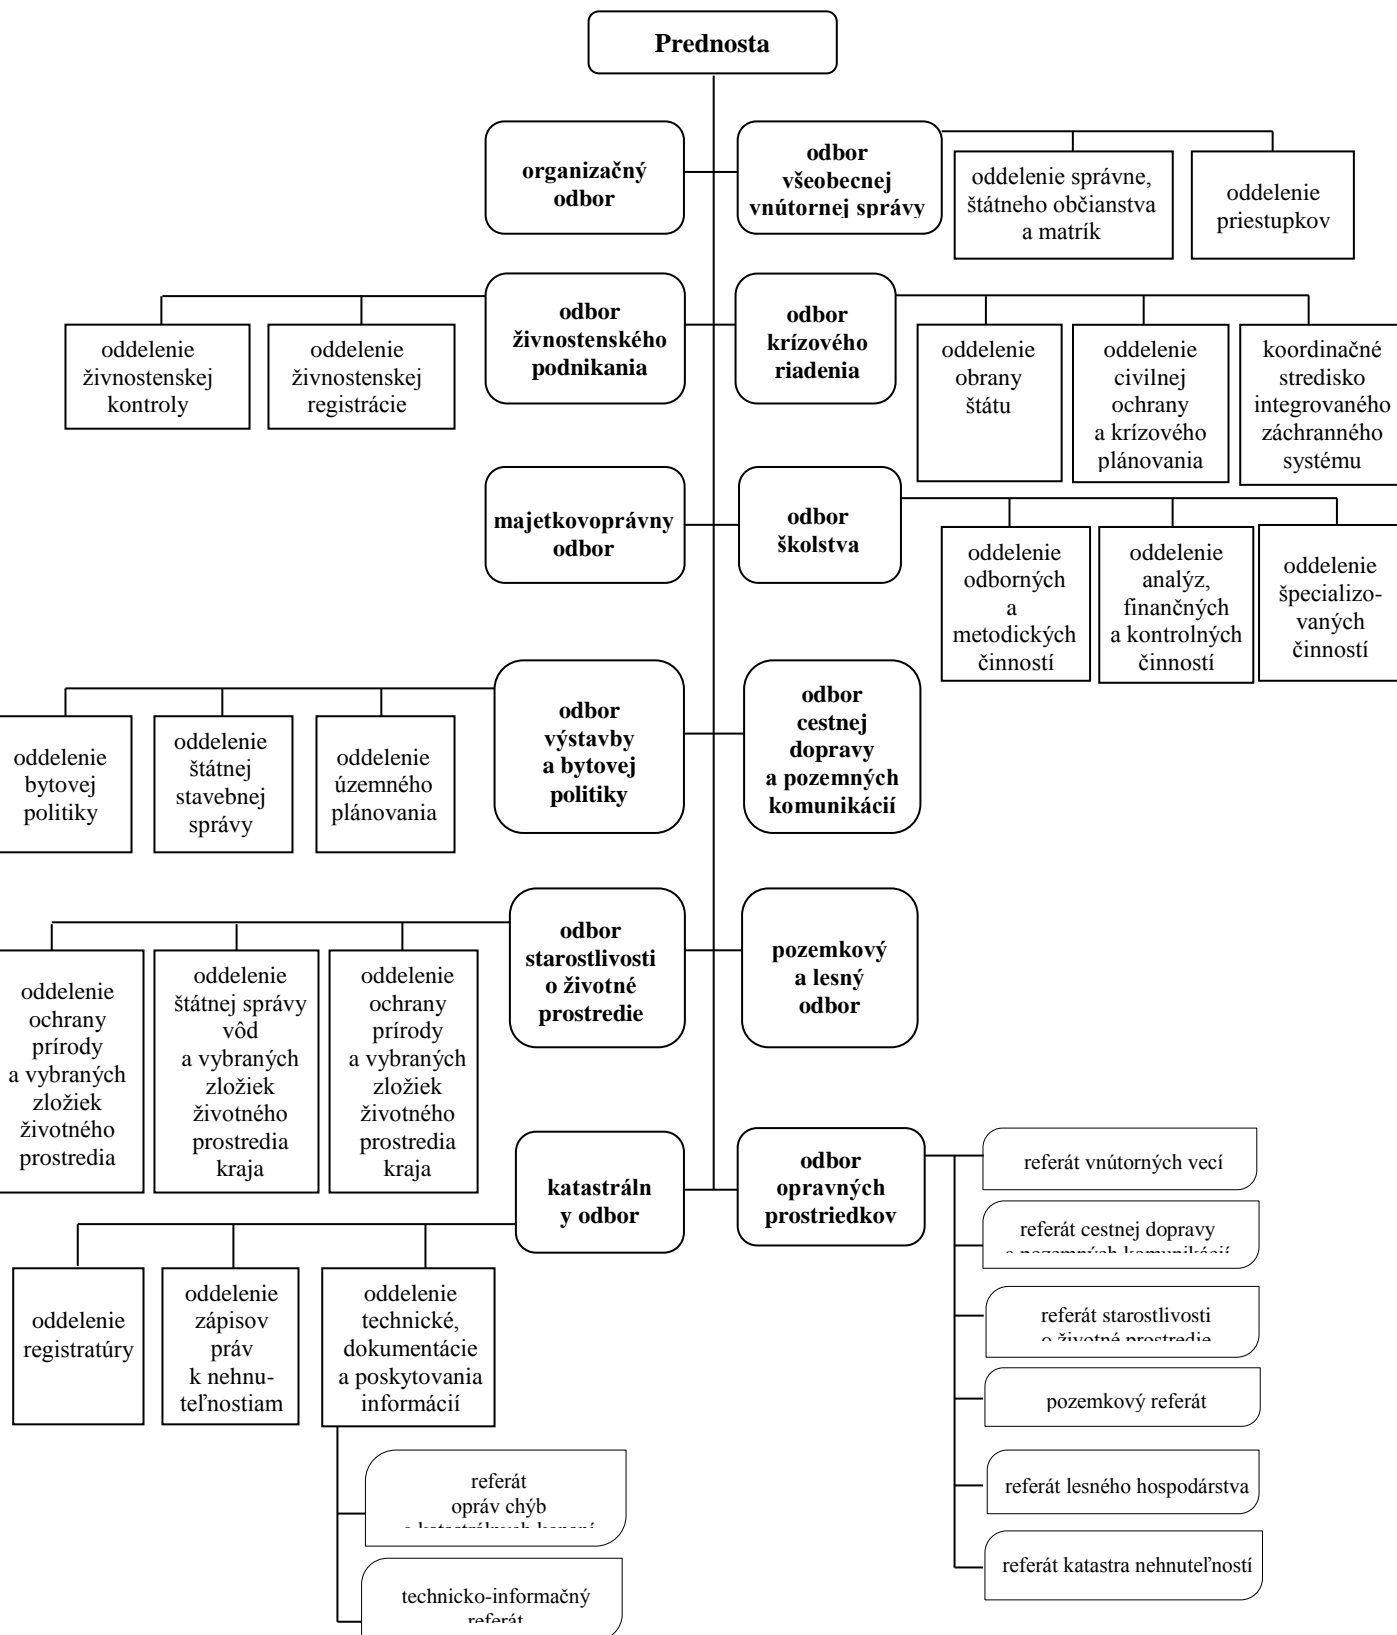 Prednosta
organizačný
odbor
odbor
všeobecnej
vnútornej správy
oddelenie správne,
štátneho občianstva
a matrík
oddelenie
priestupkov
oddelenie
živnostenskej
kontroly
oddelenie
živnostenskej
registrácie
odbor
živnostenského
podnikania
odbor
krízového
riadenia
oddelenie
obrany
štátu
oddelenie
civilnej
ochrany
a krízového
plánovania
koordinačné
stredisko
integrovaného
záchranného
systému
majetkovoprávny
odbor
odbor
školstva
oddelenie
odborných
a
metodických
činností
oddelenie
analýz,
finančných
a kontrolných
činností
oddelenie
špecializo-
vaných
činností
oddelenie
bytovej
politiky
oddelenie
štátnej
stavebnej
správy
oddelenie
územného
plánovania
odbor
výstavby
a bytovej
politiky
odbor
cestnej
dopravy
a pozemných
komunikácií
oddelenie
ochrany
prírody
a vybraných
zložiek
životného
prostredia
oddelenie
štátnej správy
vôd
a vybraných
zložiek
životného
prostredia
kraja
oddelenie
ochrany
prírody
a vybraných
zložiek
životného
prostredia
kraja
odbor
starostlivosti
o životné
prostredie
pozemkový
a lesný
odbor
katastráln
y odbor
odbor
opravných
prostriedkov
referát vnútorných vecí
referát cestnej dopravy
a pozemných komunikácií
referát starostlivosti
o životné prostredie
pozemkový referát
referát lesného hospodárstva
referát katastra nehnuteľností
oddelenie
registratúry
oddelenie
zápisov
práv
k nehnu-
teľnostiam
oddelenie
technické,
dokumentácie
a poskytovania
informácií
referát
opráv chýb
technicko-informačný
referát